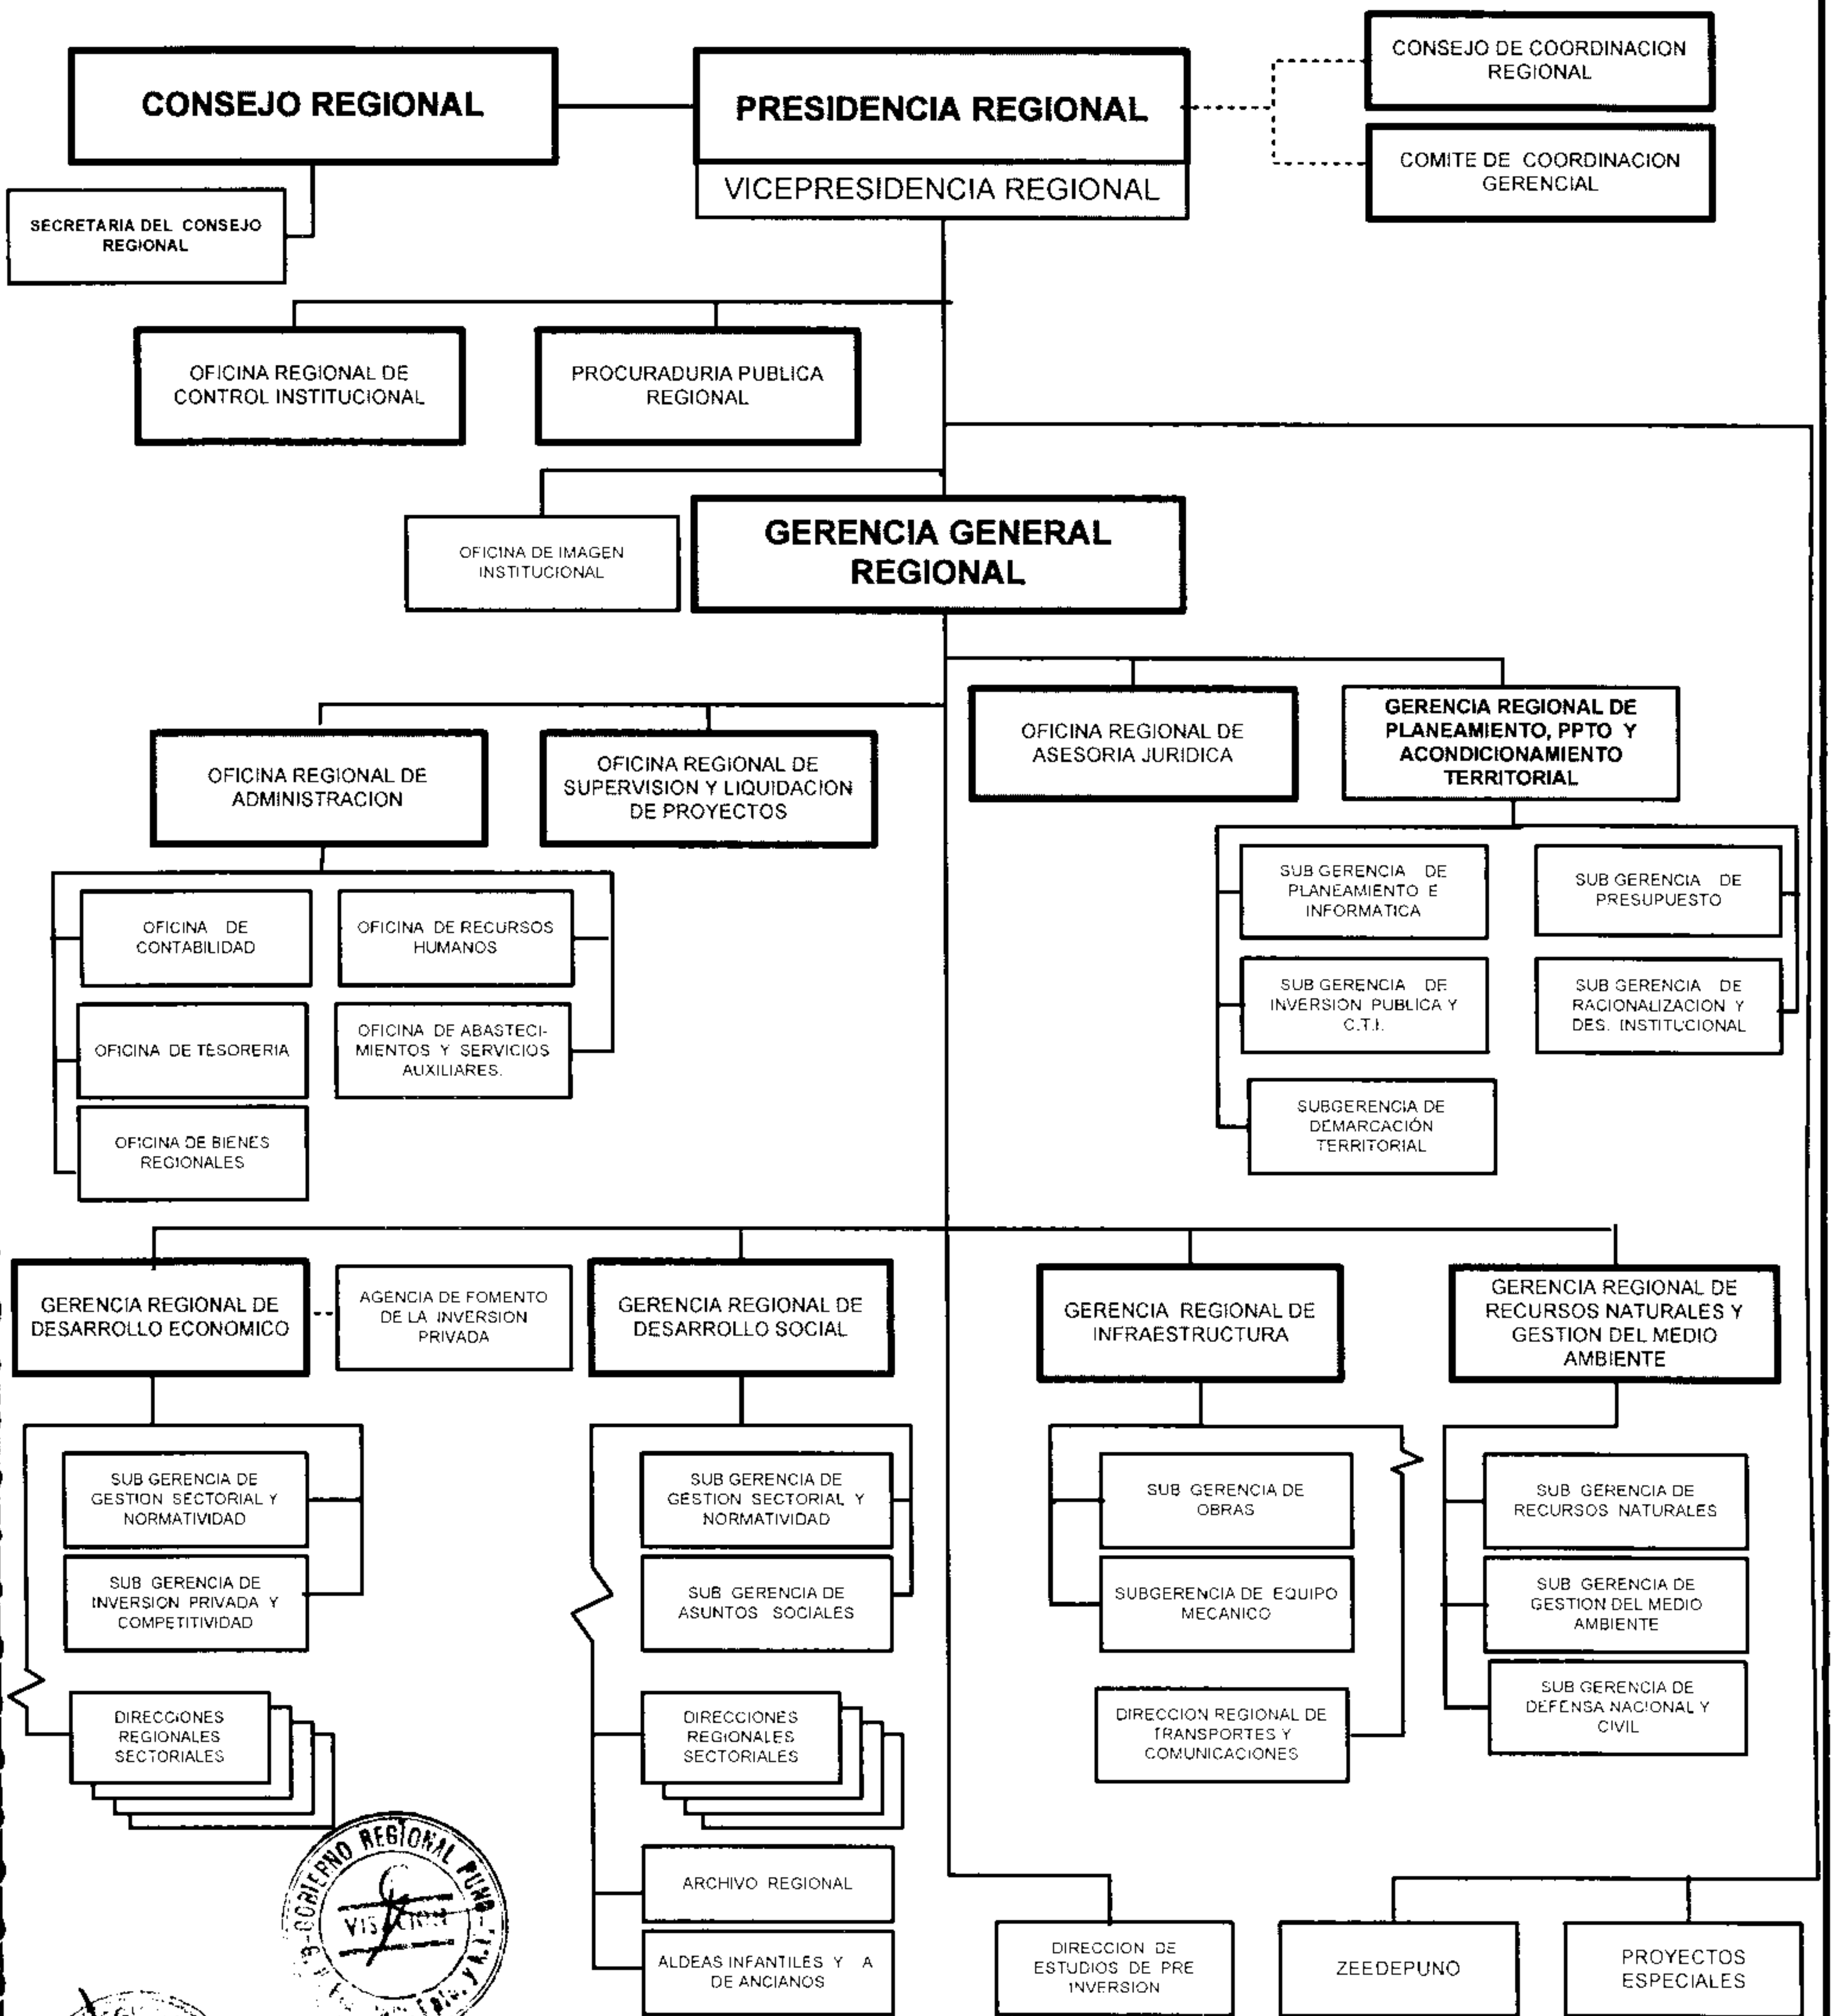 CONSEJO REGIONAL
PRESIDENCIA REGIONAL
VICEPRESIDENCIA REGIONAL
CONSEJO DE COORDINACION
REGIONAL
COMITE DE COORDINACION
GERENCIAL
SECRETARIA DEL CONSEJO
REGIONAL
OFICINA REGIONAL DE
CONTROL INSTITUCIONAL
PROCURADURIA PUBLICA
REGIONAL
OFICINA DE IMAGEN
INSTITUCIONAL
GERENCIA GENERAL
REGIONAL
OFICINA REGIONAL DE
ADMINISTRACION
OFICINA REGIONAL DE
SUPERVISION Y LIQUIDACION
DE PROYECTOS
OFICINA REGIONAL DE
ASESORIA JURIDICA
GERENCIA REGIONAL DE
PLANEAMIENTO, PPTO Y
ACONDICIONAMIENTO
TERRITORIAL
OFICINA DE
CONTABILIDAD
OFICINA DE RECURSOS
HUMANOS
OFICINA DE TESORERIA
OFICINA DE ABASTECI-
MIENTOS Y SERVICIOS
AUXILIARES.
OFICINA DE BIENES
REGIONALES
SUB GERENCIA DE
PLANEAMIENTO E
INFORMATICA
SUB GERENCIA DE
PRESUPUESTO
SUB GERENCIA DE
INVERSION PUBLICA Y
C.T.I.
SUB GERENCIA DE
RACIONALIZACION Y
DES. INSTITUCIONAL
SUBGERENCIA DE
DEMARCACIÓN
TERRITORIAL
GERENCIA REGIONAL DE
DESARROLLO ECONOMICO
AGENCIA DE FOMENTO
DE LA INVERSION
PRIVADA
GERENCIA REGIONAL DE
DESARROLLO SOCIAL
GERENCIA REGIONAL DE
INFRAESTRUCTURA
GERENCIA REGIONAL DE
RECURSOS NATURALES Y
GESTION DEL MEDIO
AMBIENTE
SUB GERENCIA DE
GESTION SECTORIAL Y
NORMATIVIDAD
SUB GERENCIA DE
INVERSION PRIVADA Y
COMPETITIVIDAD
DIRECCIONES
REGIONALES
SECTORIALES
SUB GERENCIA DE
GESTION SECTORIAL Y
NORMATIVIDAD
SUB GERENCIA DE
ASUNTOS SOCIALES
DIRECCIONES
REGIONALES
SECTORIALES
ARCHIVO REGIONAL
ALDEAS INFANTILES Y A
DE ANCIANOS
SUB GERENCIA DE
OBRAS
SUBGERENCIA DE EQUIPO
MECANICO
DIRECCION REGIONAL DE
TRANSPORTES Y
COMUNICACIONES
SUB GERENCIA DE
RECURSOS NATURALES
SUB GERENCIA DE
GESTION DEL MEDIO
AMBIENTE
SUB GERENCIA DE
DEFENSA NACIONAL Y
CIVIL
DIRECCION DE
ESTUDIOS DE PRE
INVERSION
ZEEDEPUNO
PROYECTOS
ESPECIALES
GOBIERNO REGIONAL PUNO